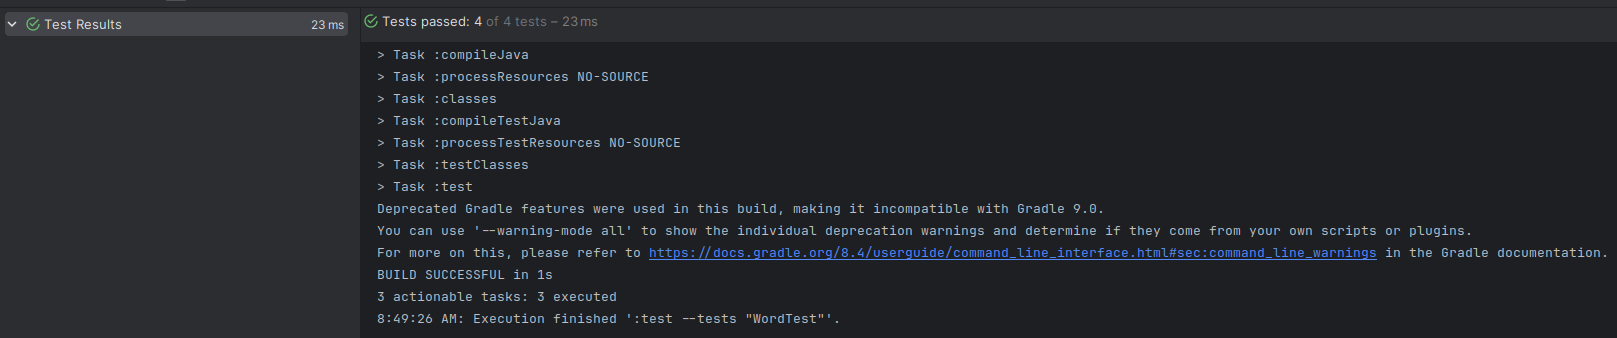 Test Results 23 ms
Tests passed: 4 of 4 tests – 23 ms
> Task :compileJava
> Task :processResources NO-SOURCE
> Task :classes
> Task :compileTestJava
> Task :processTestResources NO-SOURCE
> Task :testClasses
> Task :test
Deprecated Gradle features were used in this build, making it incompatible with Gradle 9.0.
You can use '--warning-mode all' to show the individual deprecation warnings and determine if they come from your own scripts or plugins.
For more on this, please refer to https://docs.gradle.org/8.4/userguide/command_line_interface.html#sec:command_line_warnings in the Gradle documentation.
BUILD SUCCESSFUL in 1s
3 actionable tasks: 3 executed
8:49:26 AM: Execution finished ':test --tests "WordTest"'.